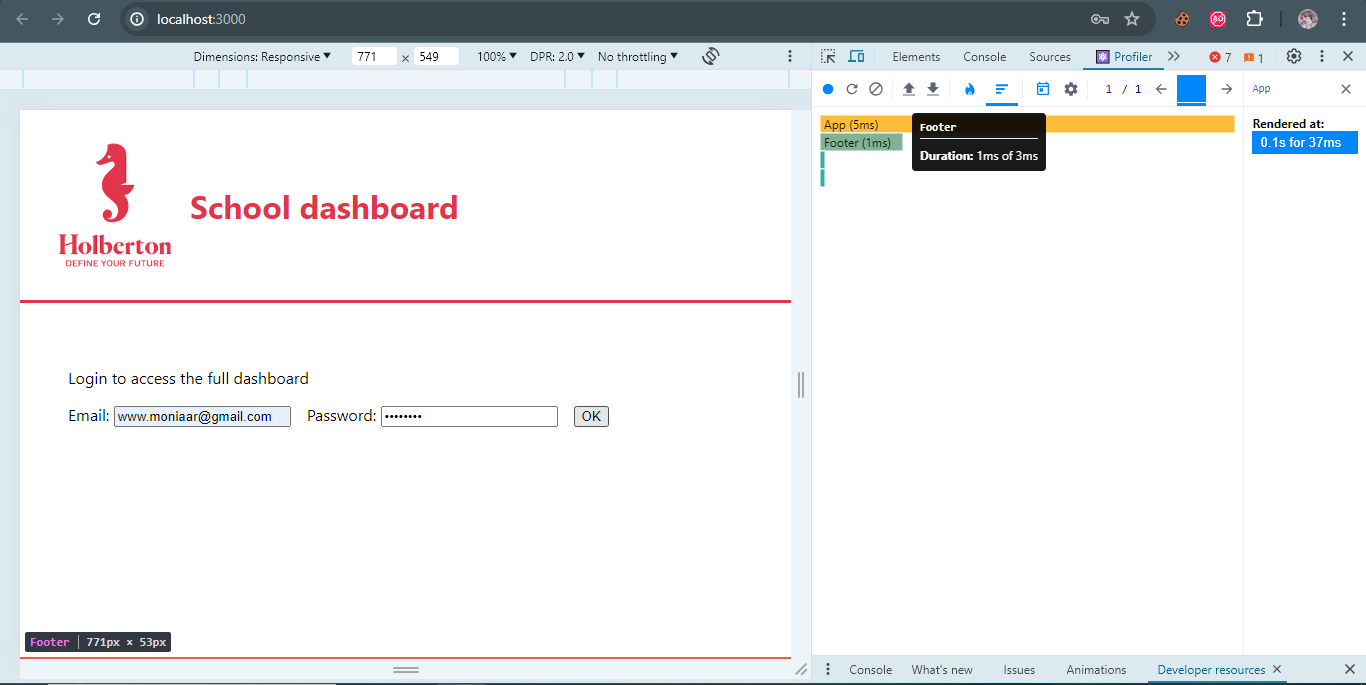 localhost:3000
Dimensions: Responsive 771 × 549 100% DPR: 2.0 No throttling
Elements Console Sources Profiler 7 1
1 / 1 App
App (5ms)
Footer (1ms)
Footer
Duration: 1ms of 3ms
Rendered at:
0.1s for 37ms
Holberton
DEFINE YOUR FUTURE
School dashboard
Login to access the full dashboard
Email: www.moniaar@gmail.com Password: •••••••• OK
Footer 771px × 53px
Console What's new Issues Animations Developer resources